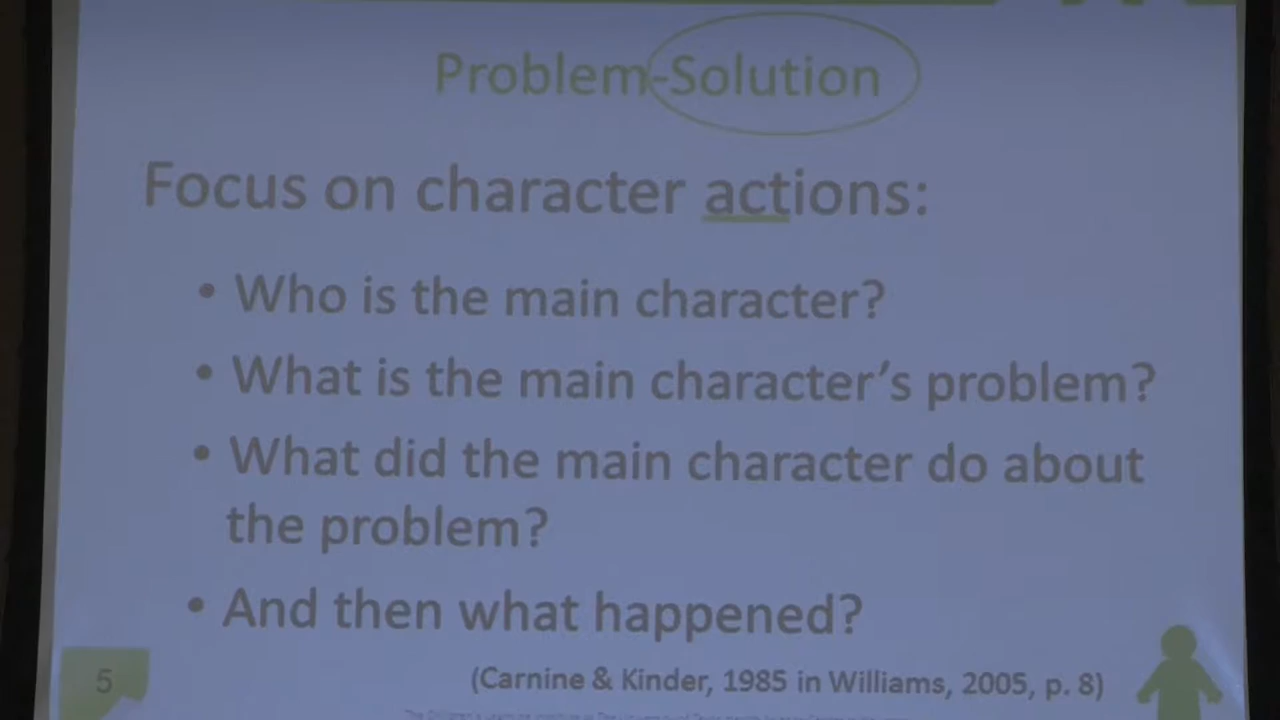 Problem-Solution
Focus on character actions:
• Who is the main character?
• What is the main character's problem?
• What did the main character do about
the problem?
• And then what happened?
5
(Carnine & Kinder, 1985 in Williams, 2005, p. 8)